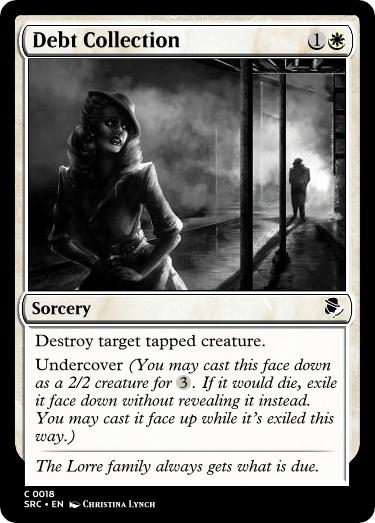 Debt Collection 1
Sorcery
Destroy target tapped creature.
Undercover (You may cast this face down
as a 2/2 creature for 3. If it would die, exile
it face down without revealing it instead.
You may cast it face up while it's exiled this
way.)
The Lorre family always gets what is due.
C 0018
SRC • EN Christina Lynch